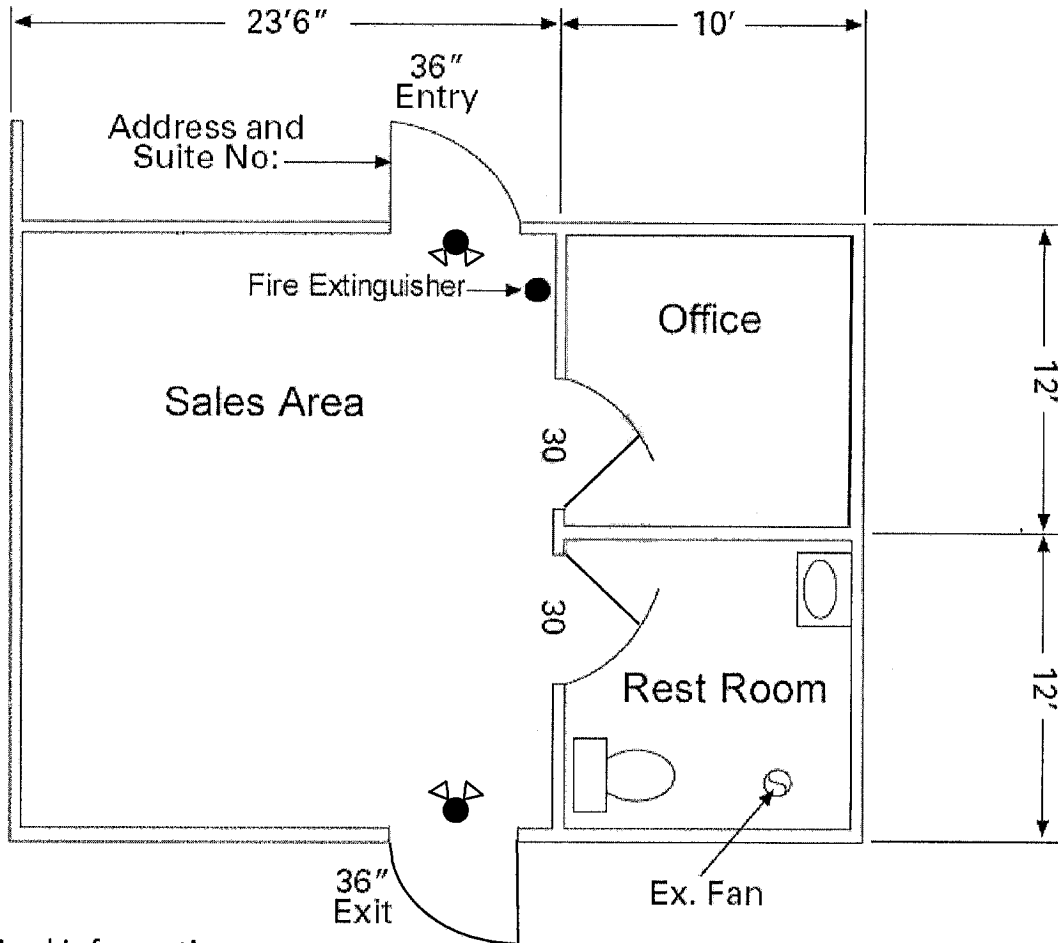 23'6"
10'
36"
Entry
Address and
Suite No:
Fire Extinguisher
Office
Sales Area
12'
30
30
12'
Rest Room
36"
Exit
Ex. Fan